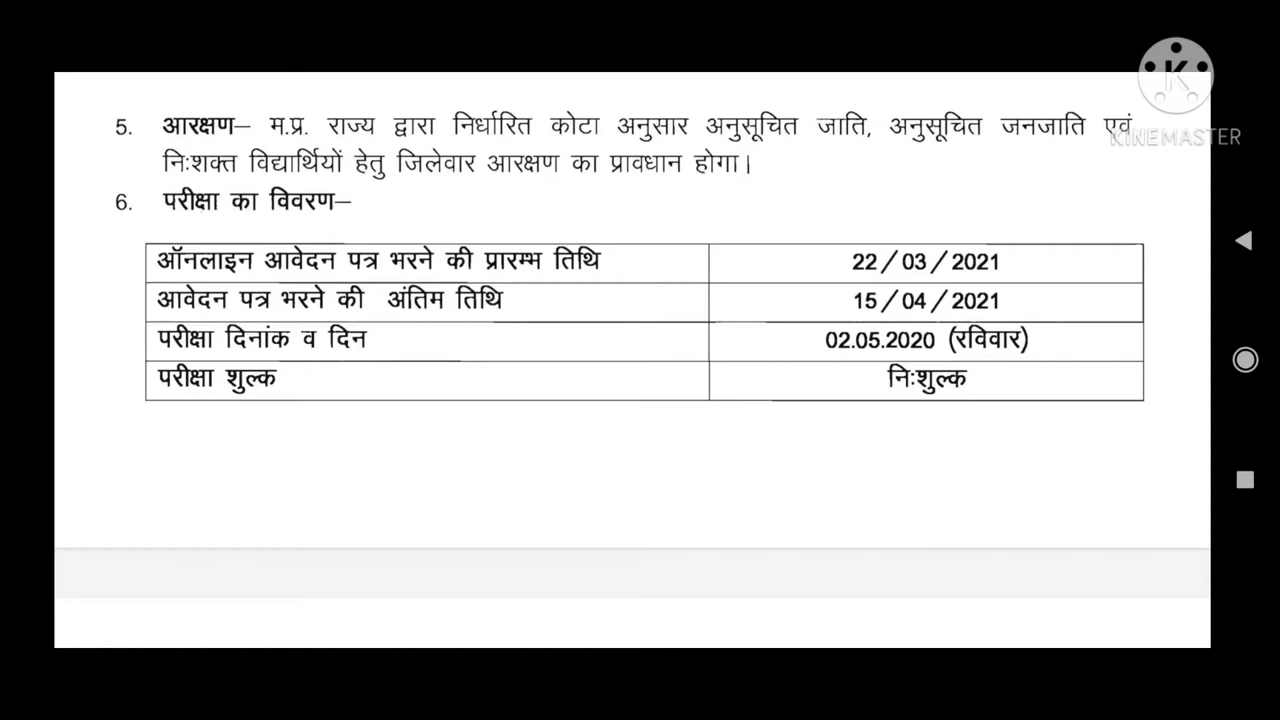 5. आरक्षण– म.प्र. राज्य द्वारा निर्धारित कोटा अनुसार अनुसूचित जाति, अनुसूचित जनजाति एवं
निःशक्त विद्यार्थियों हेतु जिलेवार आरक्षण का प्रावधान होगा।
6. परीक्षा का विवरण–
ऑनलाइन आवेदन पत्र भरने की प्रारम्भ तिथि 22/03/2021
आवेदन पत्र भरने की अंतिम तिथि 15/04/2021
परीक्षा दिनांक व दिन 02.05.2020 (रविवार)
परीक्षा शुल्क निःशुल्क
K
KINEMASTER